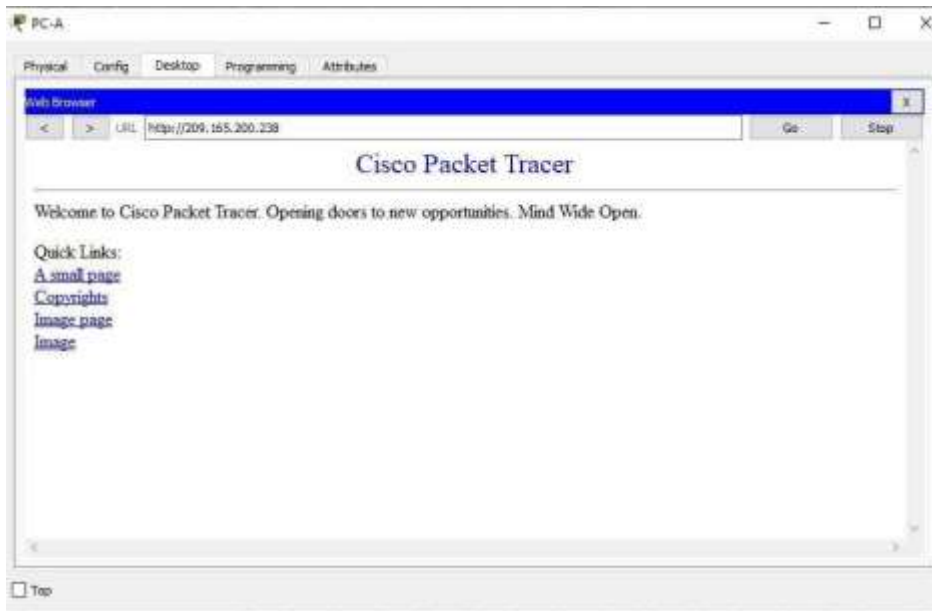 PC-A
Physical Config Desktop Programming Attributes
Web Browser X
< > URL http://209.165.200.238 Go Stop
Cisco Packet Tracer
Welcome to Cisco Packet Tracer. Opening doors to new opportunities. Mind Wide Open.
Quick Links:
A small page
Copyrights
Image page
Image
Top